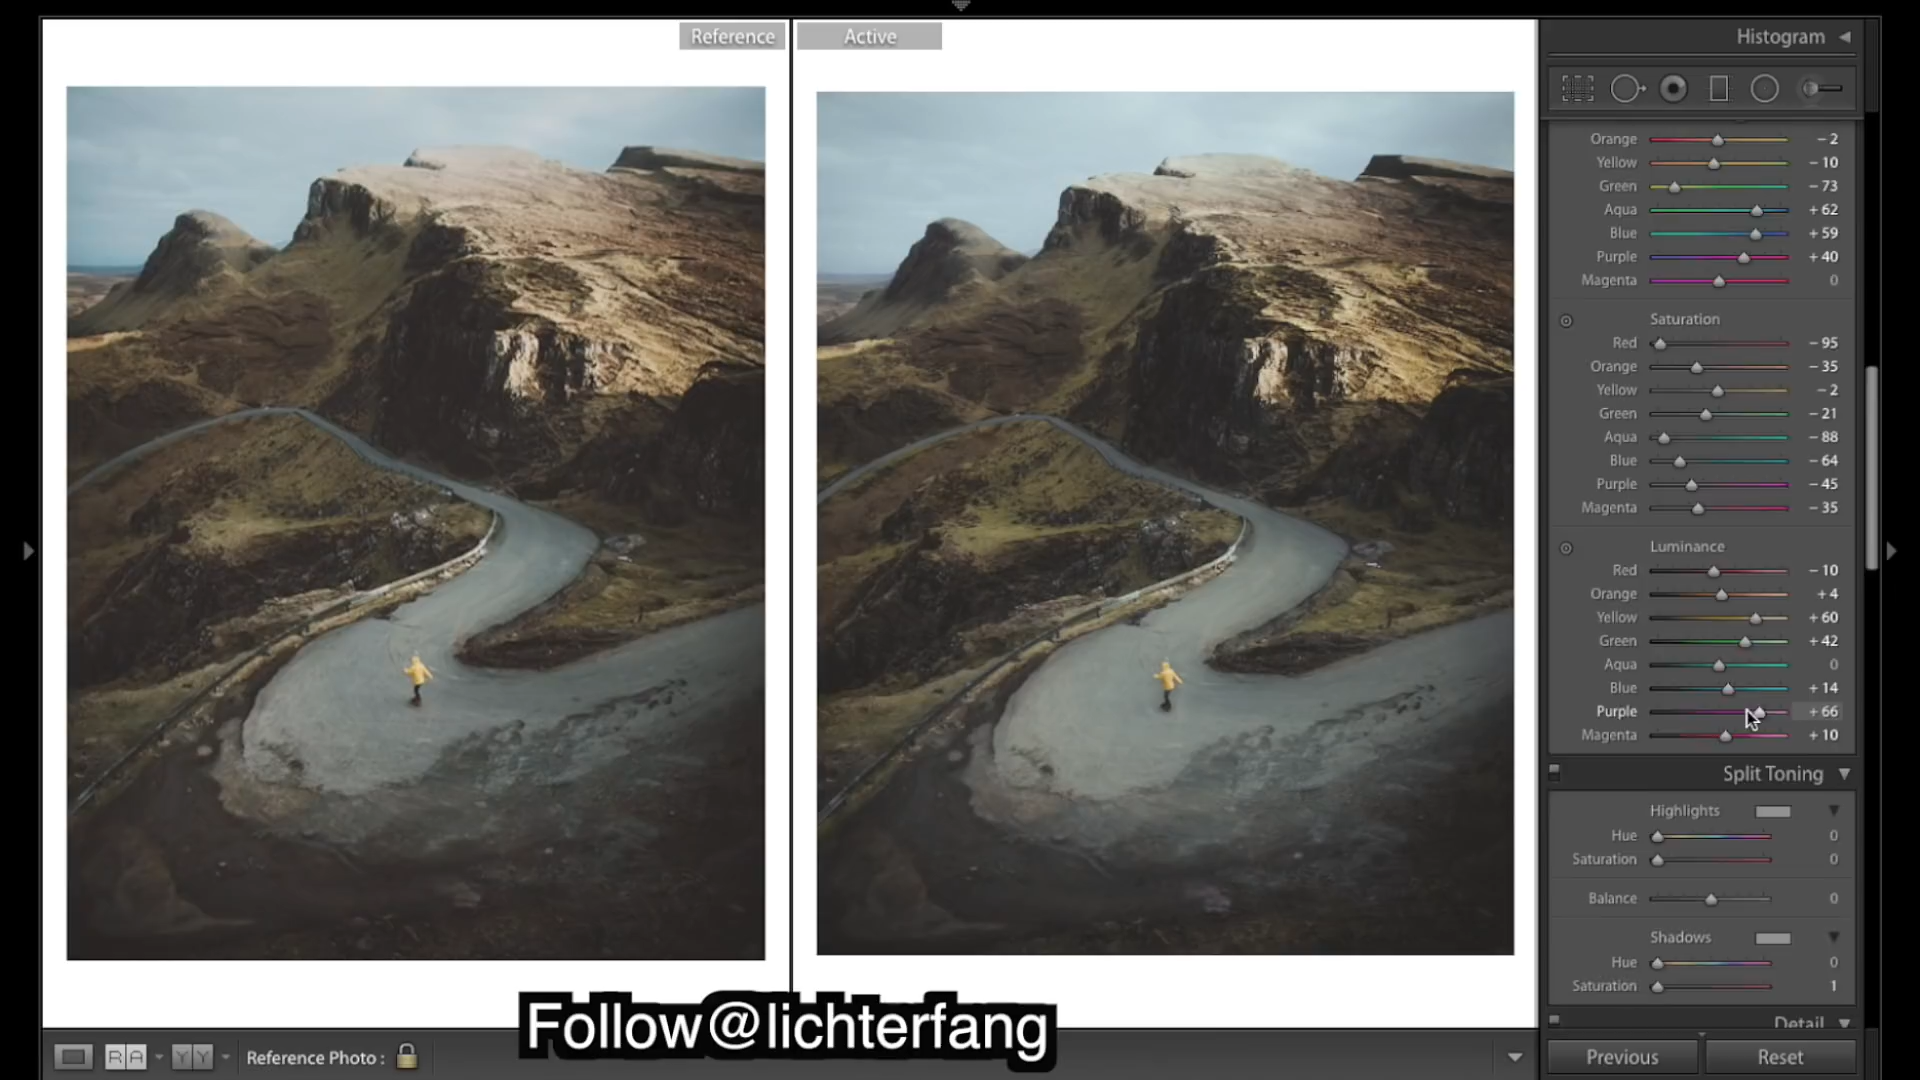 Reference
Active
Histogram
Orange - 2
Yellow - 10
Green - 73
Aqua + 62
Blue + 59
Purple + 40
Magenta 0
Saturation
Red - 95
Orange - 35
Yellow - 2
Green - 21
Aqua - 88
Blue - 64
Purple - 45
Magenta - 35
Luminance
Red - 10
Orange + 4
Yellow + 60
Green + 42
Aqua 0
Blue + 14
Purple + 66
Magenta + 10
Split Toning
Highlights
Hue 0
Saturation 0
Balance 0
Shadows
Hue 0
Saturation 1
Detail
Follow@lichterfang
R A
Y Y
Reference Photo :
Previous
Reset